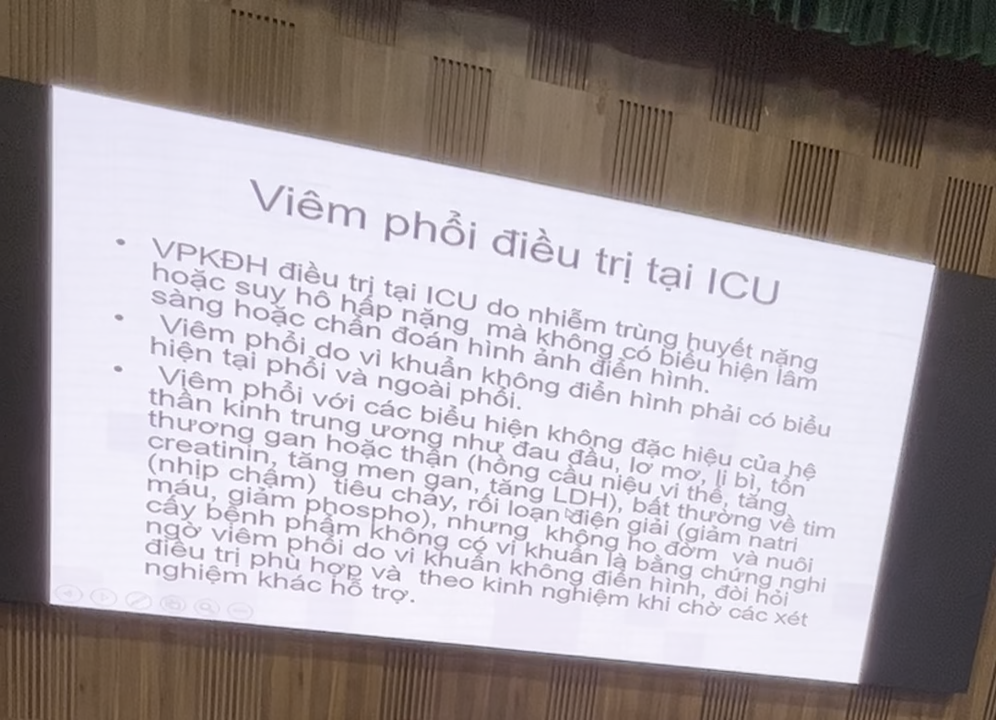 Viêm phổi điều trị tại ICU
• VPKĐH điều trị tại ICU do nhiễm trùng huyết nặng
hoặc suy hô hấp nặng mà không có biểu hiện lâm
sàng hoặc chẩn đoán hình ảnh điển hình.
• Viêm phổi do vi khuẩn không điển hình phải có biểu
hiện tại phổi và ngoài phổi.
• Viêm phổi với các biểu hiện không đặc hiệu của hệ
thần kinh trung ương như đau đầu, lơ mơ, li bì, tổn
thương gan hoặc thận (hồng cầu niệu vi thể, tăng
creatinin, tăng men gan, tăng LDH), bất thường về tim
(nhịp chậm) tiêu chảy, rối loạn điện giải (giảm natri
máu, giảm phospho), nhưng không ho đờm và nuôi
cấy bệnh phẩm không có vi khuẩn là bằng chứng nghi
ngờ viêm phổi do vi khuẩn không điển hình, đòi hỏi
điều trị phù hợp và theo kinh nghiệm khi chờ các xét
nghiệm khác hỗ trợ.